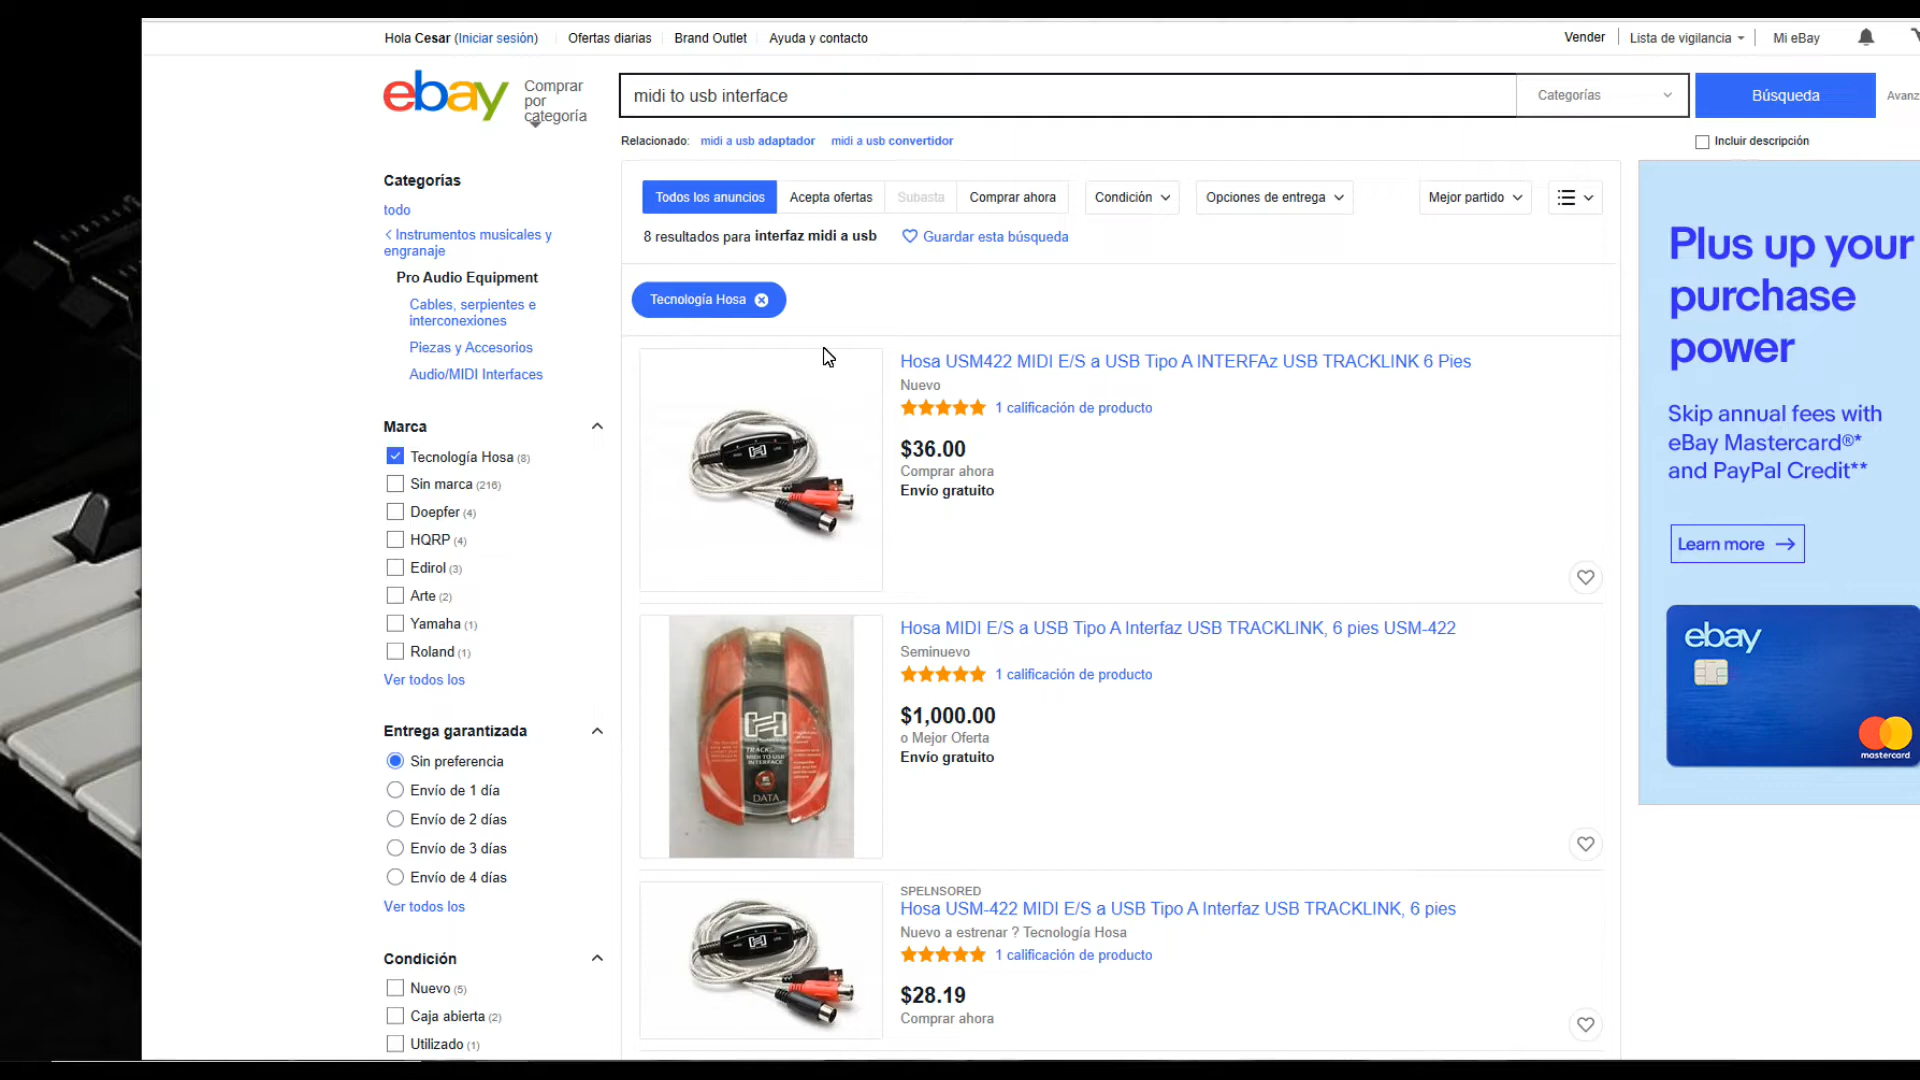 Hola Cesar (Iniciar sesión)
Ofertas diarias
Brand Outlet
Ayuda y contacto
Vender
Lista de vigilancia
Mi eBay
ebay
Comprar
por
categoría
midi to usb interface
Categorías
Búsqueda
Avanz
Relacionado: midi a usb adaptador midi a usb convertidor
Incluir descripción
Categorías
todo
Instrumentos musicales y
engranaje
Pro Audio Equipment
Cables, serpientes e
interconexiones
Piezas y Accesorios
Audio/MIDI Interfaces
Marca
Tecnología Hosa (8)
Sin marca (216)
Doepfer (4)
HQRP (4)
Edirol (3)
Arte (2)
Yamaha (1)
Roland (1)
Ver todos los
Entrega garantizada
Sin preferencia
Envío de 1 día
Envío de 2 días
Envío de 3 días
Envío de 4 días
Ver todos los
Condición
Nuevo (5)
Caja abierta (2)
Utilizado (1)
Todos los anuncios
Acepta ofertas
Subasta
Comprar ahora
Condición
Opciones de entrega
Mejor partido
8 resultados para interfaz midi a usb
Guardar esta búsqueda
Tecnología Hosa
Hosa USM422 MIDI E/S a USB Tipo A INTERFAz USB TRACKLINK 6 Pies
Nuevo
1 calificación de producto
$36.00
Comprar ahora
Envío gratuito
Hosa MIDI E/S a USB Tipo A Interfaz USB TRACKLINK, 6 pies USM-422
Seminuevo
1 calificación de producto
$1,000.00
o Mejor Oferta
Envío gratuito
MIDI TO USB
INTERFACE
DATA
SPELNSORED
Hosa USM-422 MIDI E/S a USB Tipo A Interfaz USB TRACKLINK, 6 pies
Nuevo a estrenar ? Tecnología Hosa
1 calificación de producto
$28.19
Comprar ahora
Plus up your
purchase
power
Skip annual fees with
eBay Mastercard®*
and PayPal Credit**
Learn more
ebay
mastercard